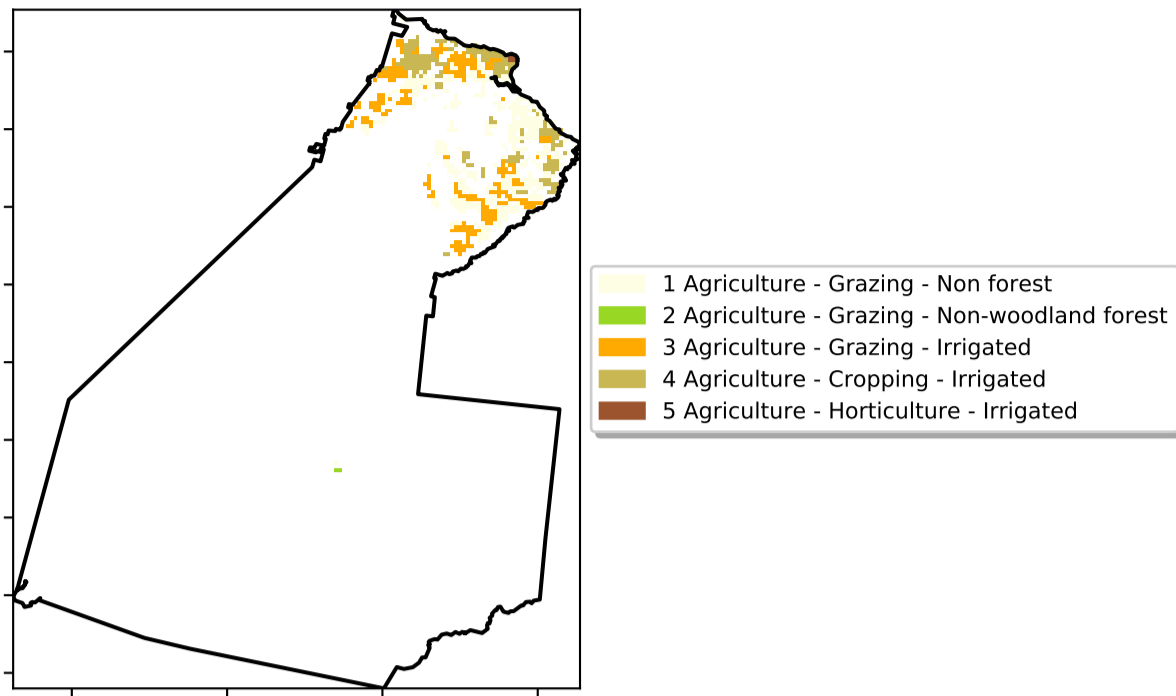 1 Agriculture - Grazing - Non forest
2 Agriculture - Grazing - Non-woodland forest
3 Agriculture - Grazing - Irrigated
4 Agriculture - Cropping - Irrigated
5 Agriculture - Horticulture - Irrigated